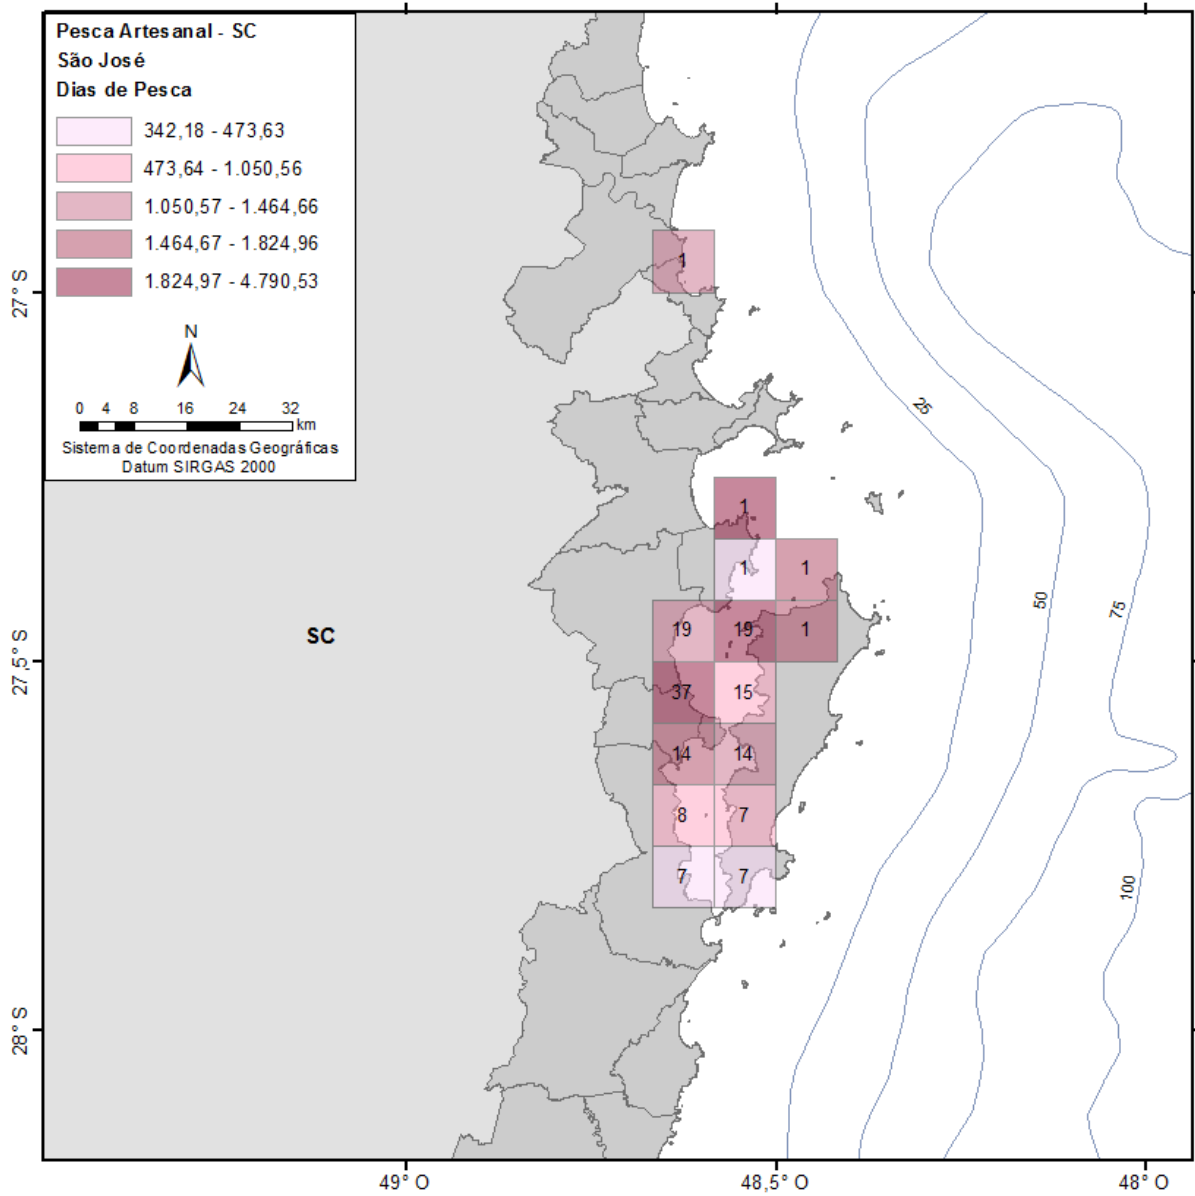 Pesca Artesanal - SC
São José
Dias de Pesca
342,18 - 473,63
473,64 - 1.050,56
1.050,57 - 1.464,66
1.464,67 - 1.824,96
1.824,97 - 4.790,53
N
0 4 8 16 24 32 km
Sistema de Coordenadas Geográficas
Datum SIRGAS 2000
27° S
27,5° S
28° S
1
25
1
1 1
19 19 1
SC
50
75
37 15
14 14
8 7
7 7
100
49° O
48,5° O
48° O